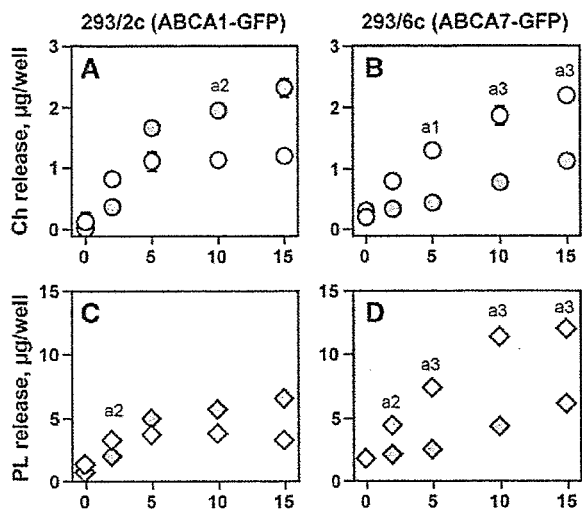 293/2c (ABCA1-GFP)
293/6c (ABCA7-GFP)
Ch release, µg/well
3
2
1
0
A
a2
0 5 10 15
3
2
1
0
B
a1
a3
a3
0 5 10 15
PL release, µg/well
15
10
5
0
C
a2
0 5 10 15
15
10
5
0
D
a2
a3
a3
a3
0 5 10 15